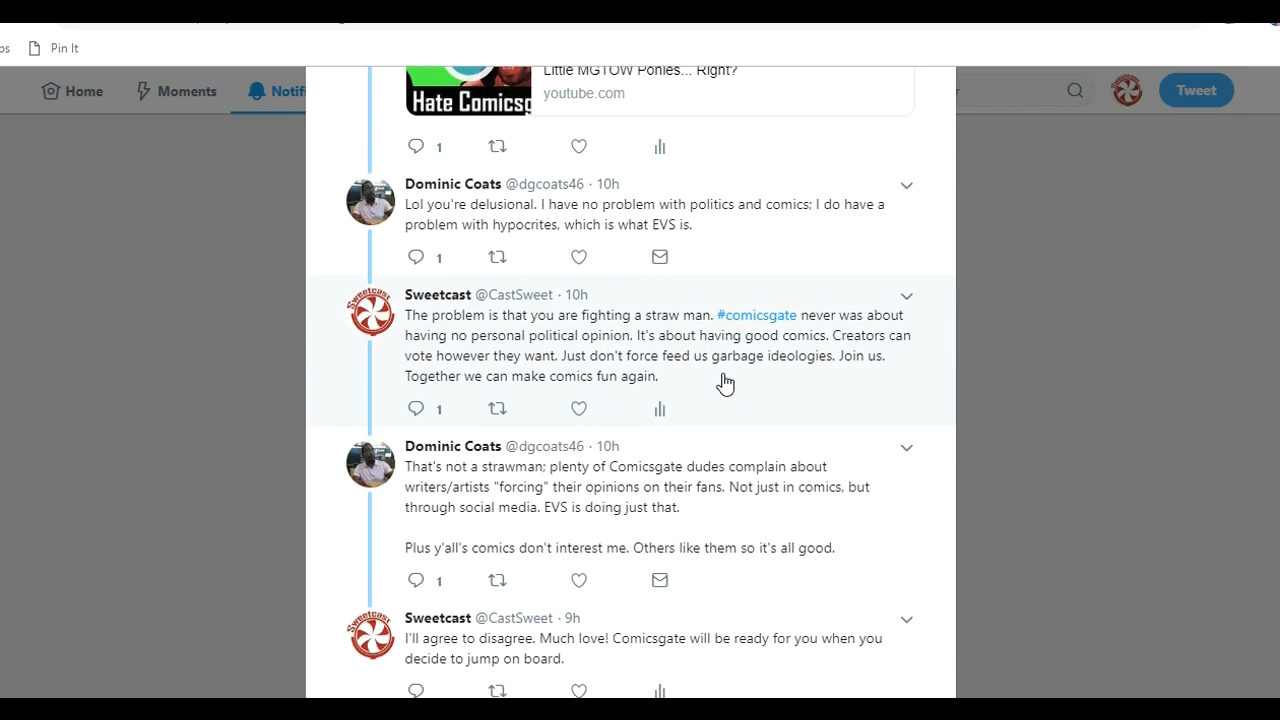 Pin It
Little MGTOW Ponies... Right?
youtube.com
Hate Comicsg
Home
Moments
Notifi
Tweet
1
Dominic Coats @dgcoats46 · 10h
Lol you're delusional. I have no problem with politics and comics; I do have a
problem with hypocrites, which is what EVS is.
1
Sweetcast @CastSweet · 10h
The problem is that you are fighting a straw man. #comicsgate never was about
having no personal political opinion. It's about having good comics. Creators can
vote however they want. Just don't force feed us garbage ideologies. Join us.
Together we can make comics fun again.
1
Dominic Coats @dgcoats46 · 10h
That's not a strawman; plenty of Comicsgate dudes complain about
writers/artists "forcing" their opinions on their fans. Not just in comics, but
through social media. EVS is doing just that.
Plus y'all's comics don't interest me. Others like them so it's all good.
1
Sweetcast @CastSweet · 9h
I'll agree to disagree. Much love! Comicsgate will be ready for you when you
decide to jump on board.